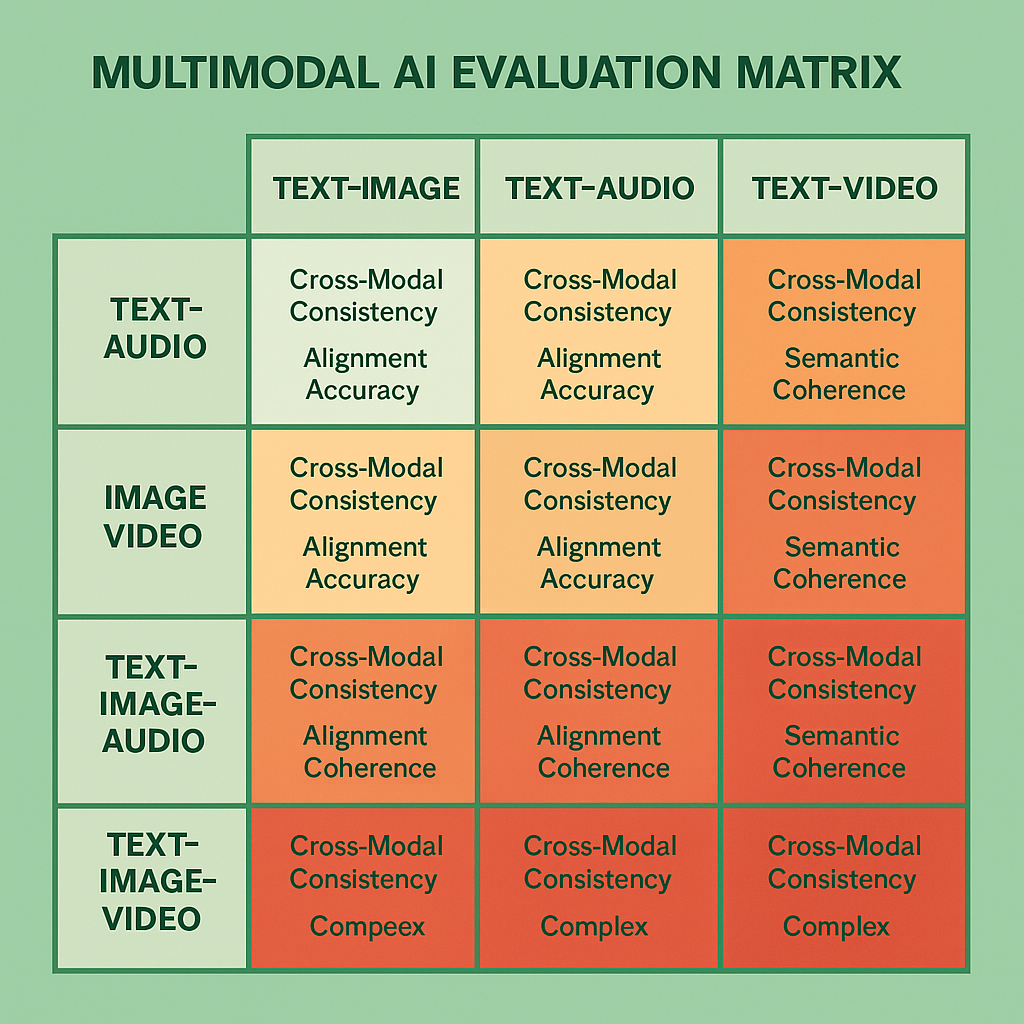 MULTIMODAL AI EVALUATION MATRIX
TEXT–IMAGE
TEXT–AUDIO
TEXT–VIDEO
TEXT–
AUDIO
Cross-Modal
Consistency
Alignment
Accuracy
Cross-Modal
Consistency
Alignment
Accuracy
Cross-Modal
Consistency
Semantic
Coherence
IMAGE
VIDEO
Cross-Modal
Consistency
Alignment
Accuracy
Cross-Modal
Consistency
Alignment
Accuracy
Cross-Modal
Consistency
Semantic
Coherence
TEXT–
IMAGE–
AUDIO
Cross-Modal
Consistency
Alignment
Coherence
Cross-Modal
Consistency
Alignment
Coherence
Cross-Modal
Consistency
Semantic
Coherence
TEXT–
IMAGE–
VIDEO
Cross-Modal
Consistency
Compeex
Cross-Modal
Consistency
Complex
Cross-Modal
Consistency
Complex